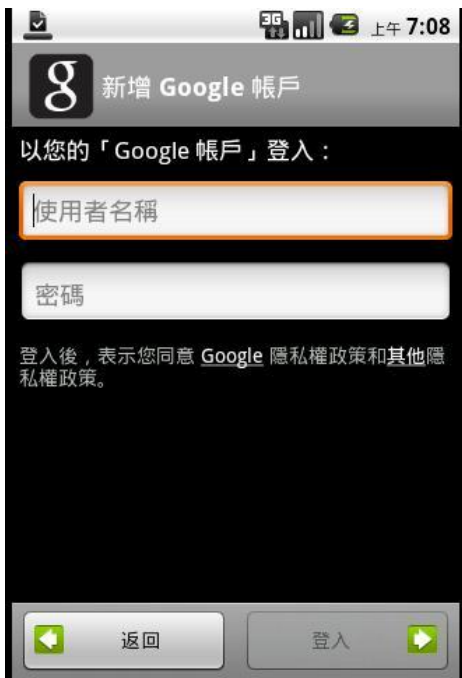 3G 上午 7:08
g 新增 Google 帳戶
以您的「Google 帳戶」登入：
使用者名稱
密碼
登入後，表示您同意 Google 隱私權政策和其他隱
私權政策。
返回 登入